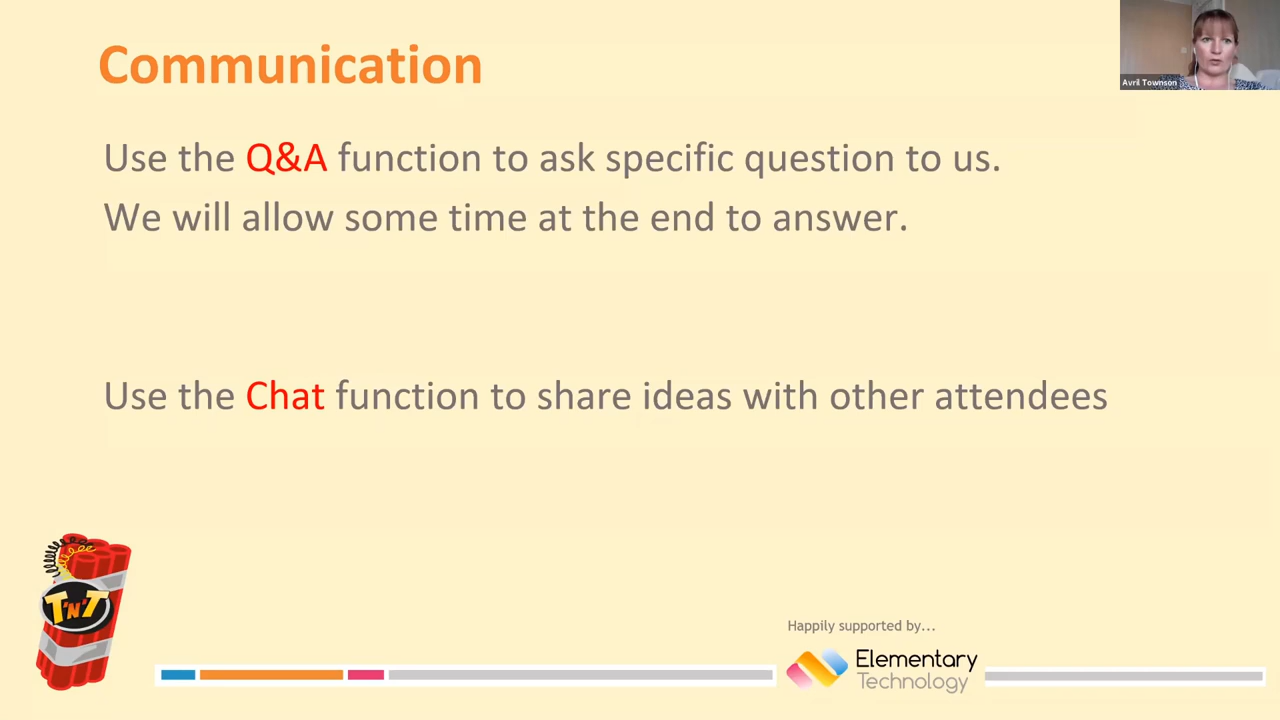 Communication
Avril Townson
Use the Q&A function to ask specific question to us.
We will allow some time at the end to answer.
Use the Chat function to share ideas with other attendees
T'N'T
Happily supported by...
Elementary
Technology